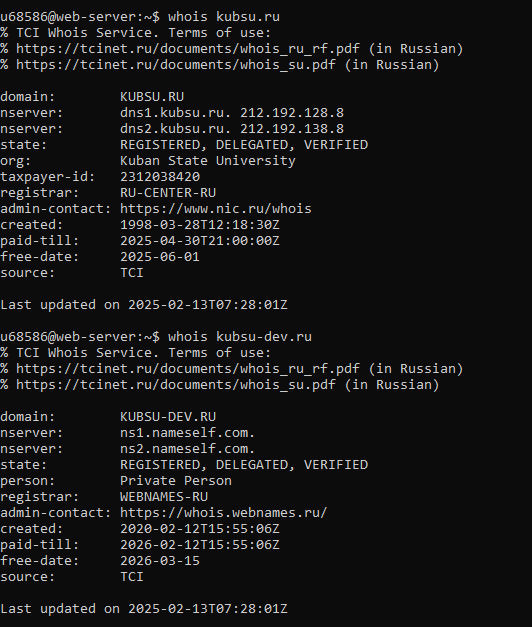 u68586@web-server:~$ whois kubsu.ru
% TCI Whois Service. Terms of use:
% https://tcinet.ru/documents/whois_ru_rf.pdf (in Russian)
% https://tcinet.ru/documents/whois_su.pdf (in Russian)

domain:        KUBSU.RU
nserver:       dns1.kubsu.ru. 212.192.128.8
nserver:       dns2.kubsu.ru. 212.192.138.8
state:         REGISTERED, DELEGATED, VERIFIED
org:           Kuban State University
taxpayer-id:   2312038420
registrar:     RU-CENTER-RU
admin-contact: https://www.nic.ru/whois
created:       1998-03-28T12:18:30Z
paid-till:     2025-04-30T21:00:00Z
free-date:     2025-06-01
source:        TCI

Last updated on 2025-02-13T07:28:01Z

u68586@web-server:~$ whois kubsu-dev.ru
% TCI Whois Service. Terms of use:
% https://tcinet.ru/documents/whois_ru_rf.pdf (in Russian)
% https://tcinet.ru/documents/whois_su.pdf (in Russian)

domain:        KUBSU-DEV.RU
nserver:       ns1.nameself.com.
nserver:       ns2.nameself.com.
state:         REGISTERED, DELEGATED, VERIFIED
person:        Private Person
registrar:     WEBNAMES-RU
admin-contact: https://whois.webnames.ru/
created:       2020-02-12T15:55:06Z
paid-till:     2026-02-12T15:55:06Z
free-date:     2026-03-15
source:        TCI

Last updated on 2025-02-13T07:28:01Z